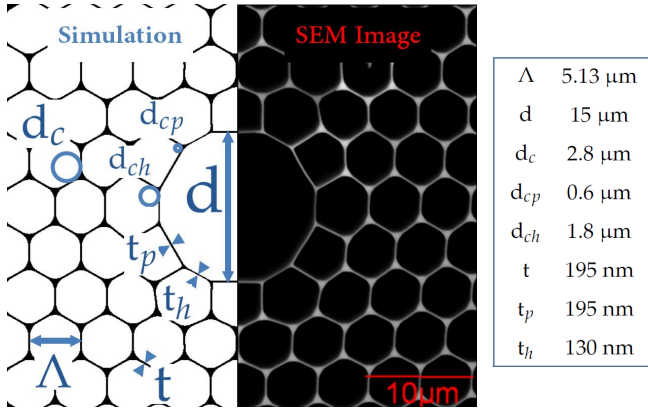 Simulation
SEM Image
d_cp
d_c
d_ch
d
t_p
t_h
Λ
t
10μm
Λ 5.13 μm
d 15 μm
d_c 2.8 μm
d_cp 0.6 μm
d_ch 1.8 μm
t 195 nm
t_p 195 nm
t_h 130 nm